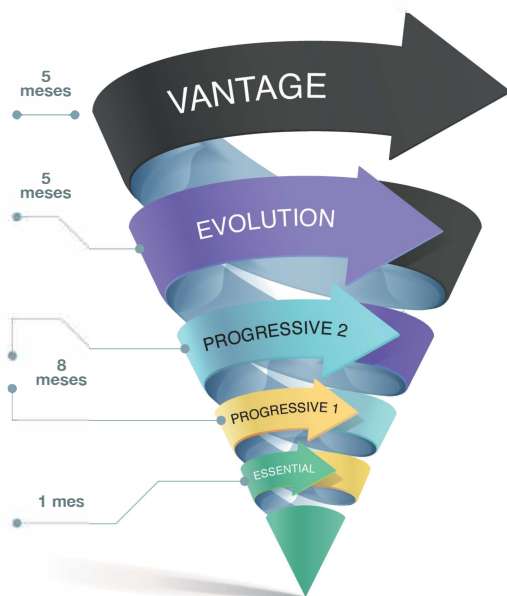 5
meses
VANTAGE
5
meses
EVOLUTION
PROGRESSIVE 2
8
meses
PROGRESSIVE 1
ESSENTIAL
1 mes